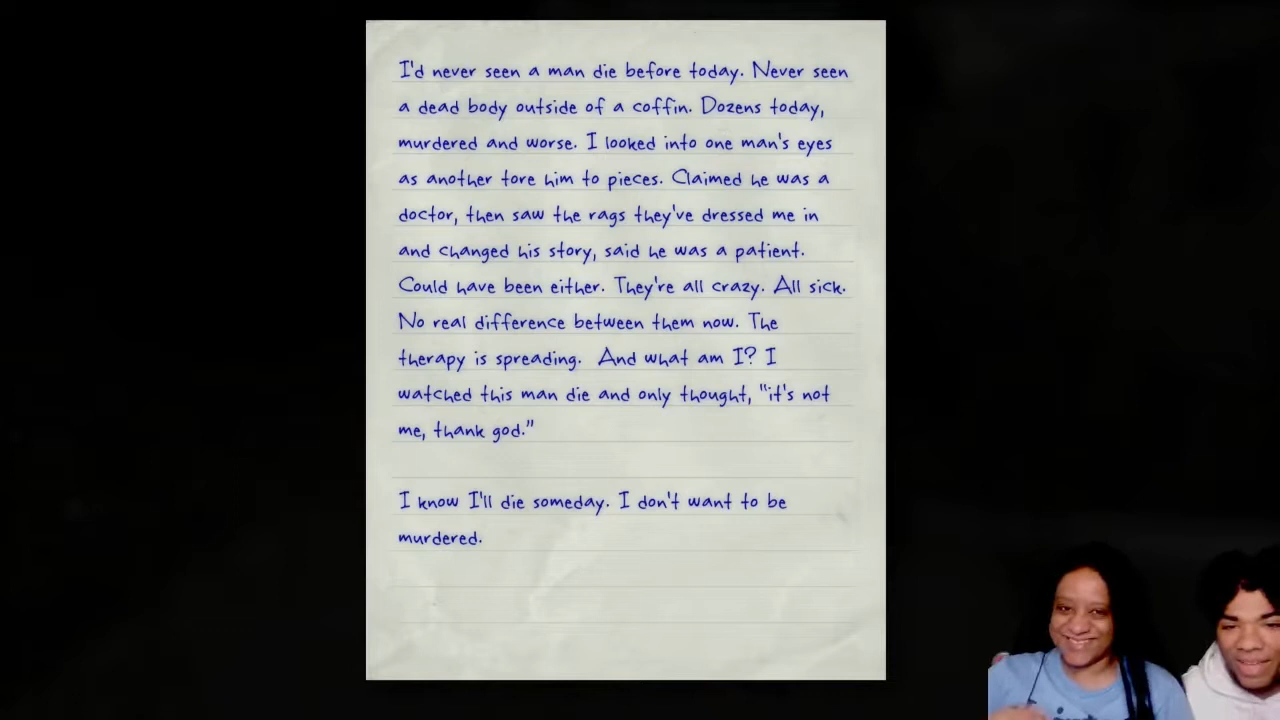 I'd never seen a man die before today. Never seen
a dead body outside of a coffin. Dozens today,
murdered and worse. I looked into one man's eyes
as another tore him to pieces. Claimed he was a
doctor, then saw the rags they've dressed me in
and changed his story, said he was a patient.
Could have been either. They're all crazy. All sick.
No real difference between them now. The
therapy is spreading. And what am I? I
watched this man die and only thought, "it's not
me, thank god."
I know I'll die someday. I don't want to be
murdered.